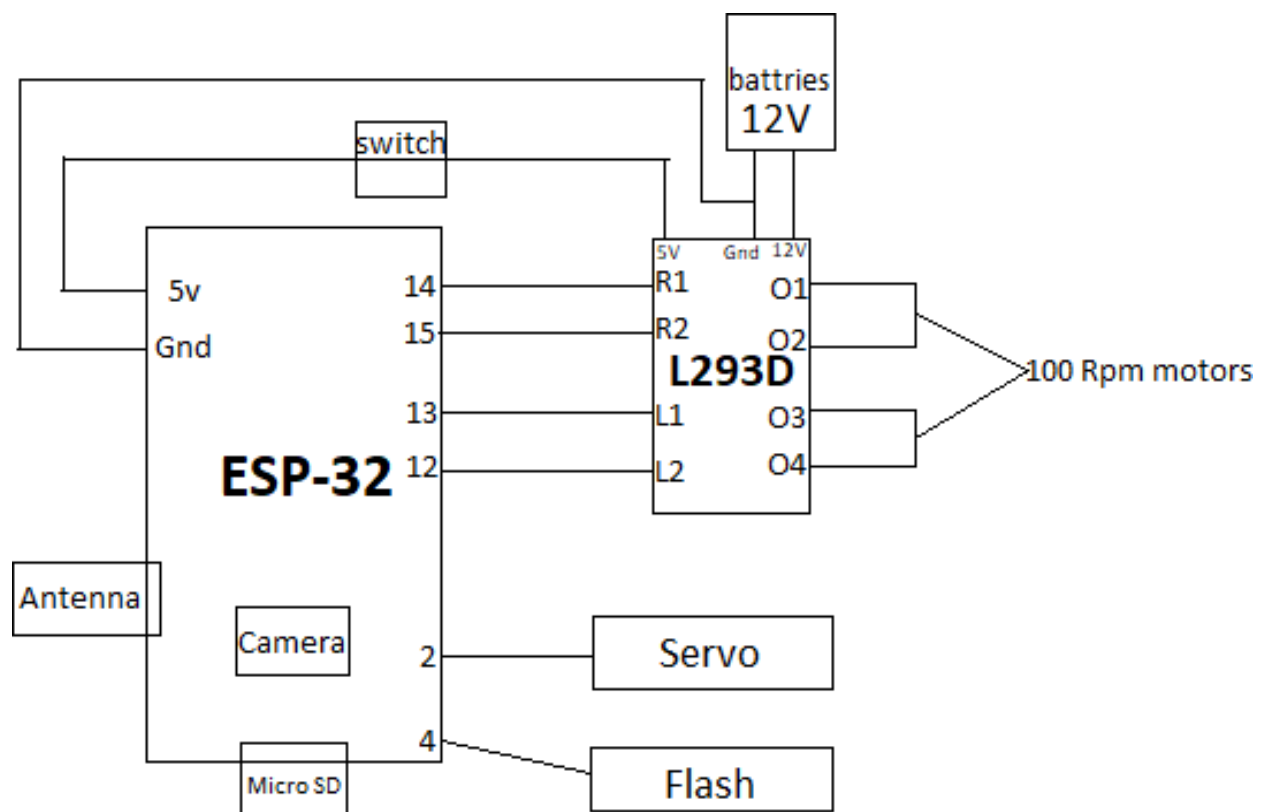 battries
12V
switch
5V Gnd 12V
5v
Gnd
14
15
13
12
R1
R2
L293D
L1
L2
O1
O2
O3
O4
100 Rpm motors
ESP-32
Antenna
Camera
2
Servo
4
Flash
Micro SD